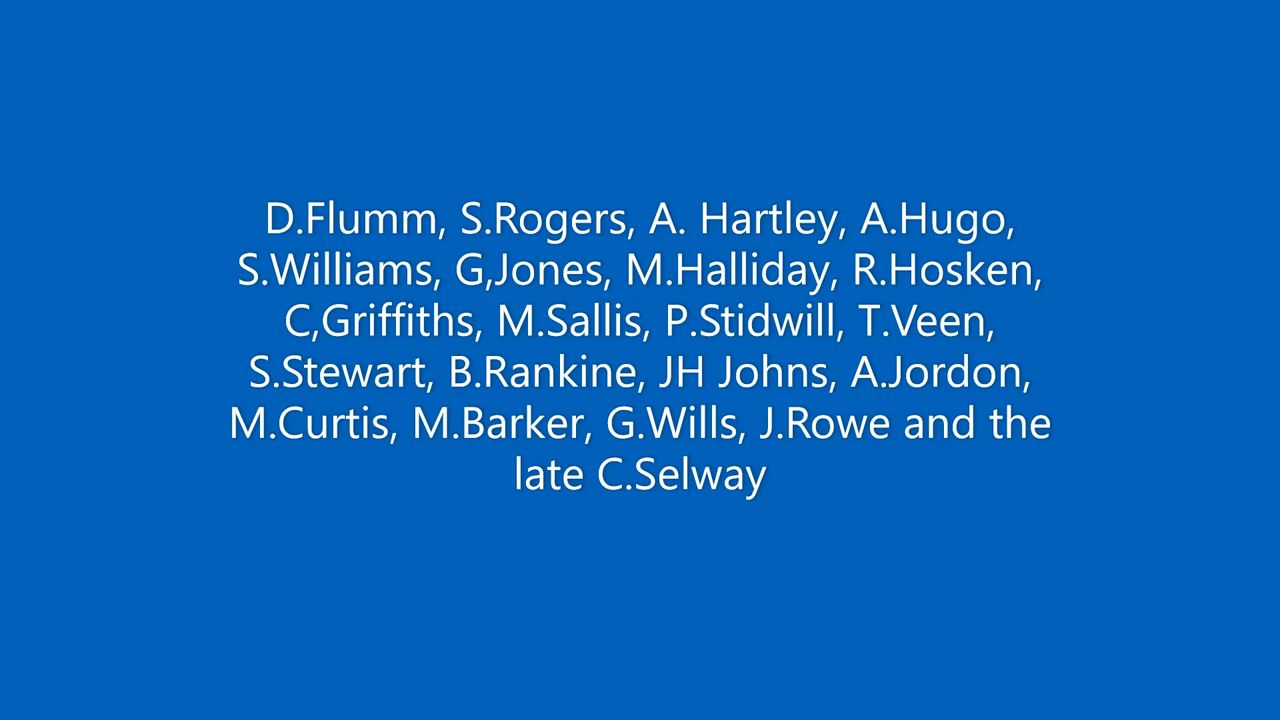 D.Flumm, S.Rogers, A. Hartley, A.Hugo,
S.Williams, G,Jones, M.Halliday, R.Hosken,
C,Griffiths, M.Sallis, P.Stidwill, T.Veen,
S.Stewart, B.Rankine, JH Johns, A.Jordon,
M.Curtis, M.Barker, G.Wills, J.Rowe and the
late C.Selway